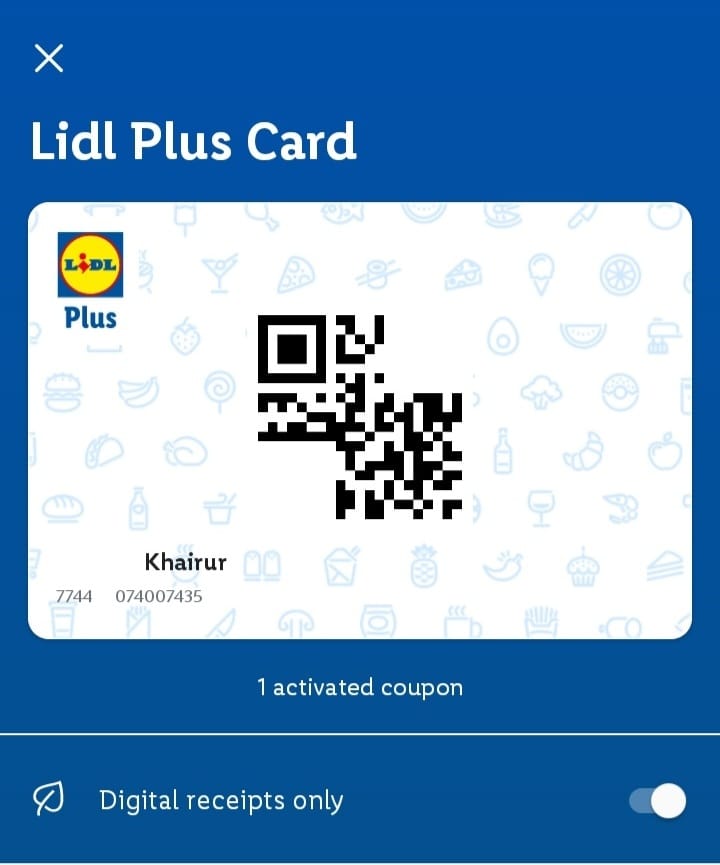 Lidl Plus Card
LIDL
Plus
Khairur
7744 074007435
1 activated coupon
Digital receipts only